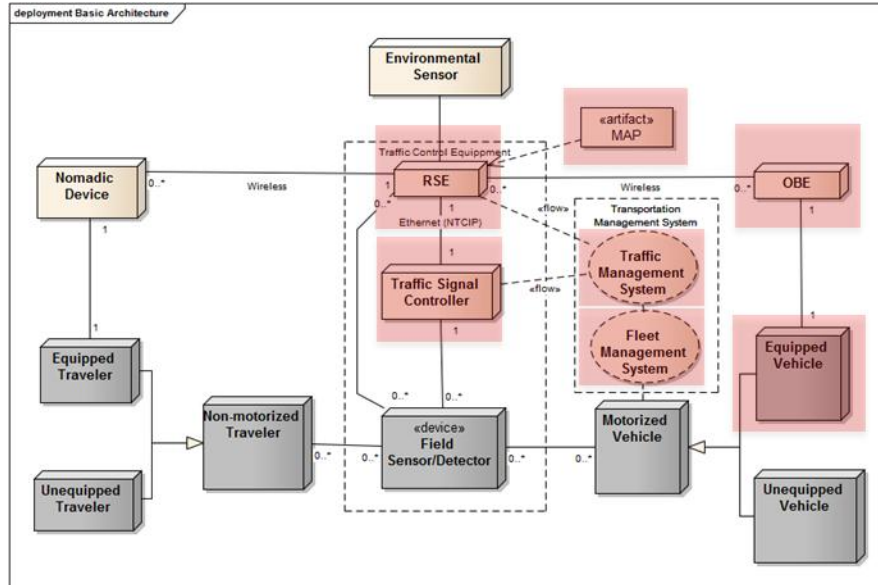 deployment Basic Architecture
Environmental
Sensor
«artifact»
MAP
Traffic Control Equippment
Nomadic
Device
0..*
Wireless
1
RSE
0..*
0..*
Wireless
0..*
OBE
1
1
1
Ethernet (NTCIP)
«flow»
Transportation
Management System
1
Traffic Signal
Controller
1
«flow»
Traffic
Management
System
Fleet
Management
System
1
1
Equipped
Traveler
Equipped
Vehicle
0..*
0..*
Non-motorized
Traveler
«device»
Field
Sensor/Detector
Motorized
Vehicle
0..*
0..*
0..*
0..*
Unequipped
Traveler
Unequipped
Vehicle